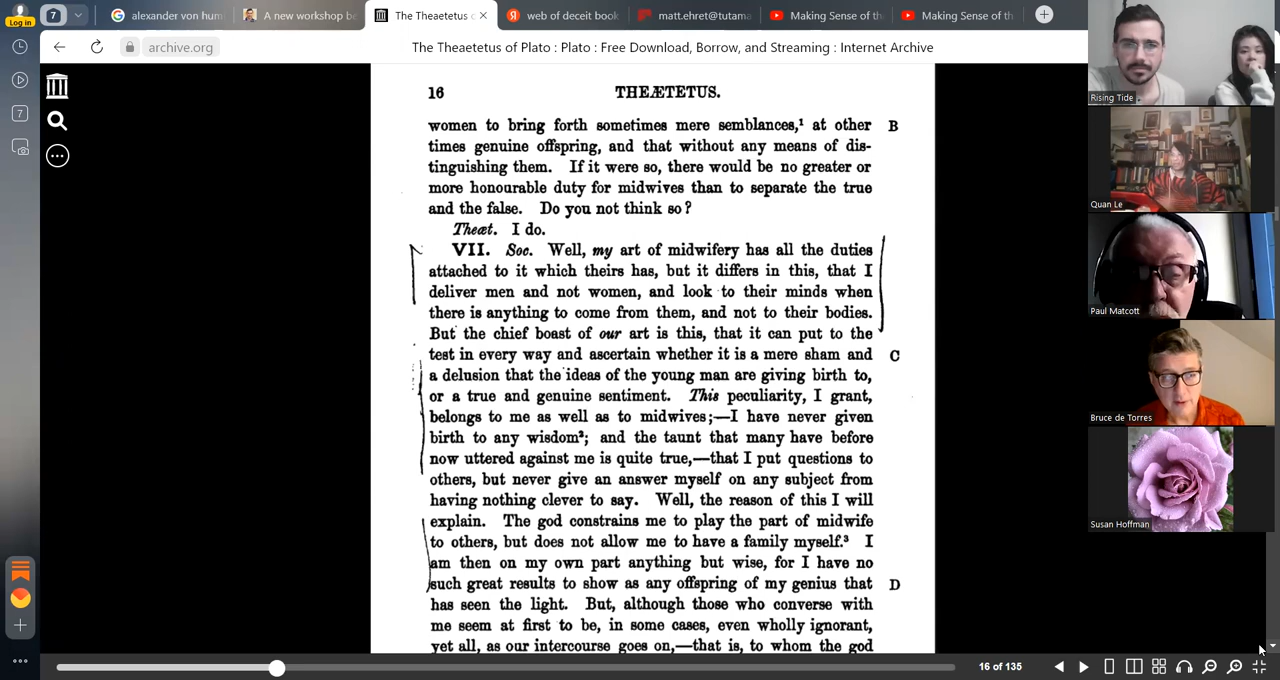 7
alexander von hum
A new workshop be
The Theaetetus o
web of deceit book
matt.ehret@tutama
Making Sense of th
Making Sense of th
Log in
archive.org
The Thaetetus of Plato : Plato : Free Download, Borrow, and Streaming : Internet Archive
7
16 THEÆTETUS.
women to bring forth sometimes mere semblances,¹ at other B
times genuine offspring, and that without any means of dis-
tinguishing them. If it were so, there would be no greater or
more honourable duty for midwives than to separate the true
and the false. Do you not think so?
Theæt. I do.
VII. Soc. Well, my art of midwifery has all the duties
attached to it which theirs has, but it differs in this, that I
deliver men and not women, and look to their minds when
there is anything to come from them, and not to their bodies.
But the chief boast of our art is this, that it can put to the
test in every way and ascertain whether it is a mere sham and C
a delusion that the ideas of the young man are giving birth to,
or a true and genuine sentiment. This peculiarity, I grant,
belongs to me as well as to midwives;—I have never given
birth to any wisdom²; and the taunt that many have before
now uttered against me is quite true,—that I put questions to
others, but never give an answer myself on any subject from
having nothing clever to say. Well, the reason of this I will
explain. The god constrains me to play the part of midwife
to others, but does not allow me to have a family myself.³ I
am then on my own part anything but wise, for I have no
such great results to show as any offspring of my genius that D
has seen the light. But, although those who converse with
me seem at first to be, in some cases, even wholly ignorant,
yet all, as our intercourse goes on,—that is, to whom the god
16 of 135
Rising Tide
Quan Le
Paul Matcott
Bruce de Torres
Susan Hoffman